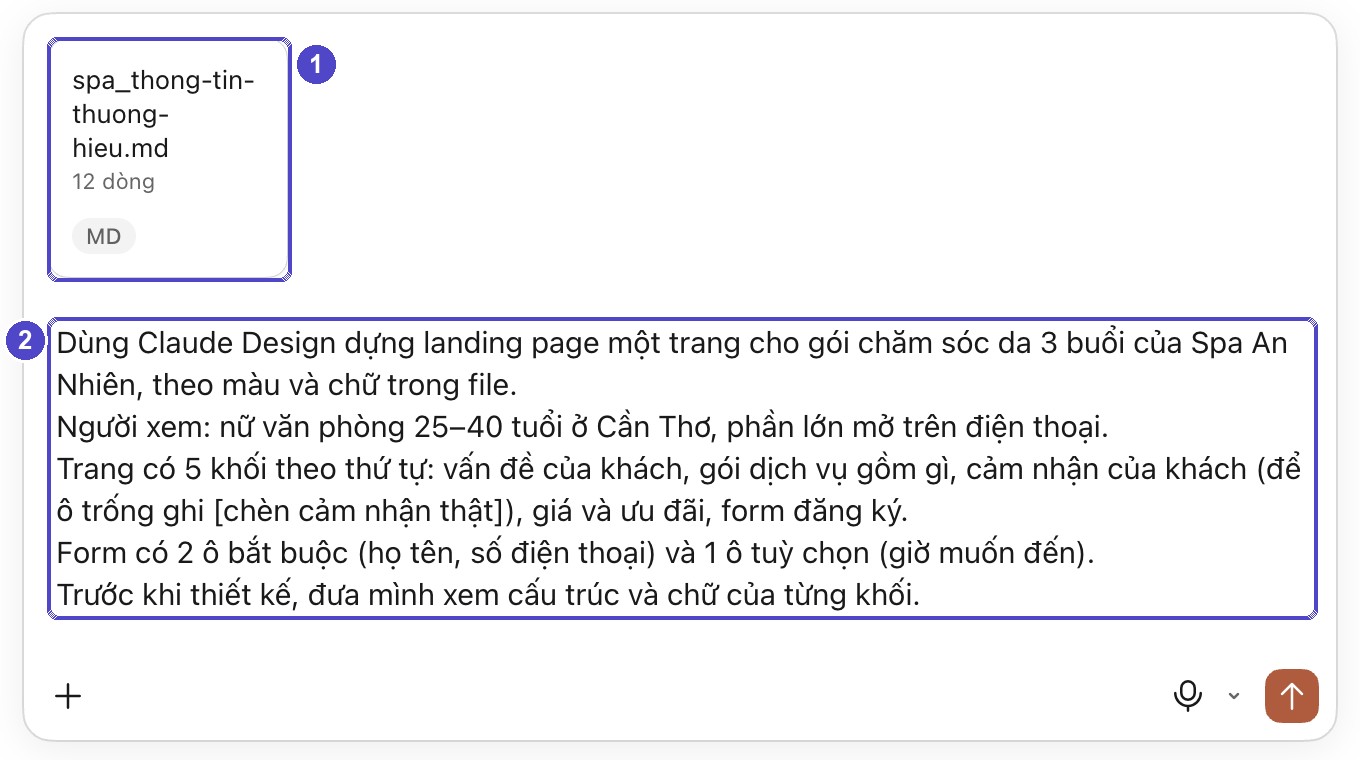 spa_thong-tin-
thuong-
hieu.md
12 dòng
MD
1
2
Dùng Claude Design dựng landing page một trang cho gói chăm sóc da 3 buổi của Spa An
Nhiên, theo màu và chữ trong file.
Người xem: nữ văn phòng 25–40 tuổi ở Cần Thơ, phần lớn mở trên điện thoại.
Trang có 5 khối theo thứ tự: vấn đề của khách, gói dịch vụ gồm gì, cảm nhận của khách (để
ô trống ghi [chèn cảm nhận thật]), giá và ưu đãi, form đăng ký.
Form có 2 ô bắt buộc (họ tên, số điện thoại) và 1 ô tuỳ chọn (giờ muốn đến).
Trước khi thiết kế, đưa mình xem cấu trúc và chữ của từng khối.